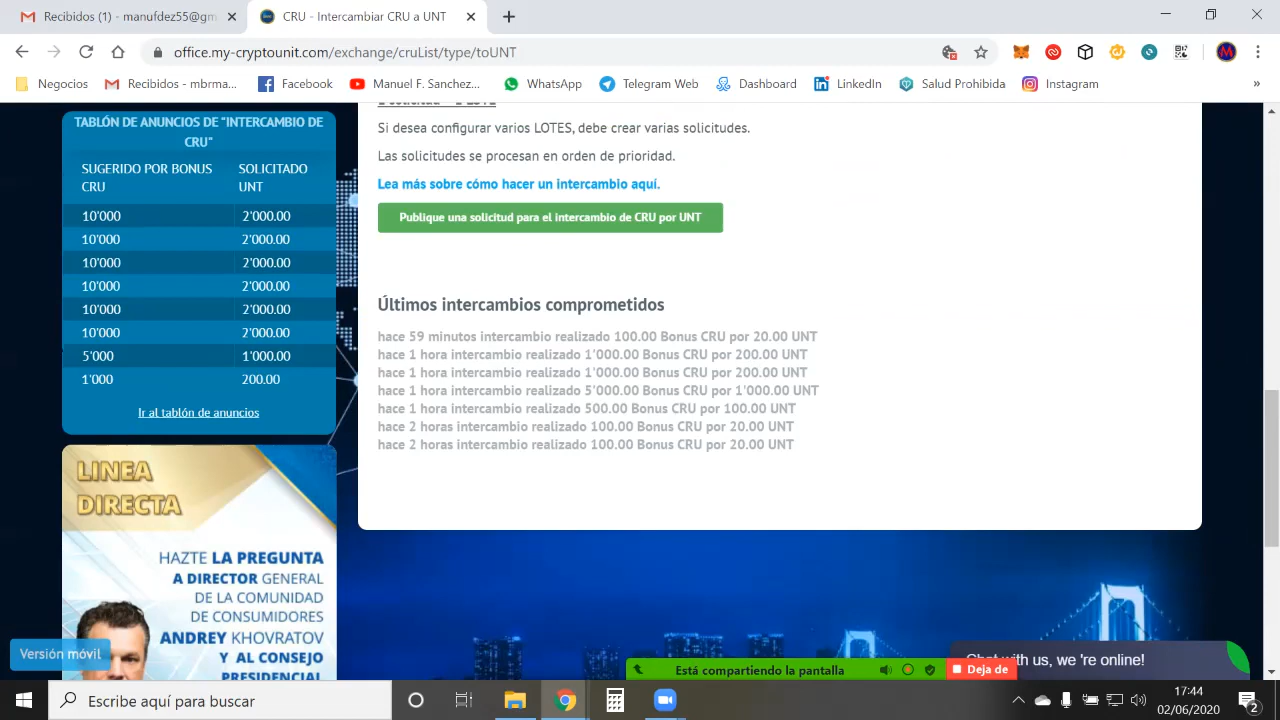 Recibidos - manufdez55@gmail.c
CRU - Intercambio de CRU a UNT
office.my-cryptounit.com/exchange/cruList/type/toUNT
Negocios
Recibidos - mbrma...
Facebook
Manuel F. Sanchez...
WhatsApp
Telegram Web
Dashboard
LinkedIn
Salud Prohibida
Instagram
»
TABLÓN DE ANUNCIOS DE "INTERCAMBIO DE
CRU"
SUGERIDO POR BONUS
CRU
SOLICITADO
UNT
10'000 2'000.00
10'000 2'000.00
10'000 2'000.00
10'000 2'000.00
10'000 2'000.00
10'000 2'000.00
5'000 1'000.00
1'000 200.00
Ir al tablón de anuncios
LINEA
DIRECTA
HAZTE LA PREGUNTA
A DIRECTOR GENERAL
DE LA COMUNIDAD
DE CONSUMIDORES
ANDREY KHOVRATOV
Y AL CONSEJO
PRESIDENCIAL
Versión móvil
Si desea configurar varios LOTES, debe crear varias solicitudes.
Las solicitudes se procesan en orden de prioridad.
Lea más sobre cómo hacer un intercambio aquí.
Publique una solicitud para el intercambio de CRU por UNT
Últimos intercambios comprometidos
hace 59 minutos intercambio realizado 100.00 Bonus CRU por 20.00 UNT
hace 1 hora intercambio realizado 1'000.00 Bonus CRU por 200.00 UNT
hace 1 hora intercambio realizado 1'000.00 Bonus CRU por 200.00 UNT
hace 1 hora intercambio realizado 5'000.00 Bonus CRU por 1'000.00 UNT
hace 1 hora intercambio realizado 500.00 Bonus CRU por 100.00 UNT
hace 2 horas intercambio realizado 100.00 Bonus CRU por 20.00 UNT
hace 2 horas intercambio realizado 100.00 Bonus CRU por 20.00 UNT
Chat with us, we 're online!
Está compartiendo la pantalla
Deja de
Escribe aquí para buscar
17:44
02/06/2020
2